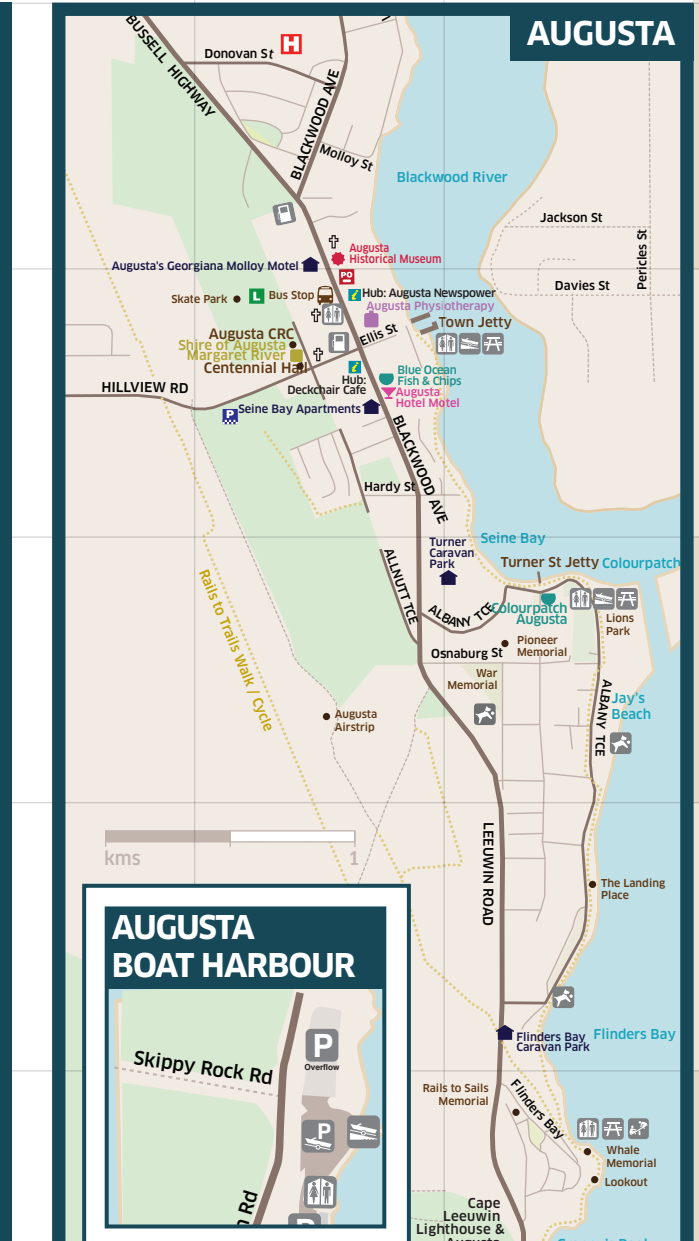 AUGUSTA
BUSSELL HIGHWAY
Donovan St
H
BLACKWOOD AVE
Molloy St
Blackwood River
Jackson St
Pericles St
Davies St
Augusta
Historical Museum
Augusta's Georgiana Molloy Motel
PO
Skate Park
L
Bus Stop
i
Hub: Augusta Newspower
Augusta Physiotherapy
Town Jetty
Ellis St
Augusta CRC
Shire of Augusta
Margaret River
Centennial Hall
HILLVIEW RD
i
Hub:
Deckchair Cafe
Blue Ocean
Fish & Chips
Augusta
Hotel Motel
P
Seine Bay Apartments
BLACKWOOD AVE
Hardy St
Seine Bay
Turner
Caravan
Park
Turner St Jetty
Colourpatch
ALLNUTT TCE
ALBANY TCE
Colourpatch
Augusta
Lions
Park
Rails to Trails Walk / Cycle
Osnaburg St
Pioneer
Memorial
War
Memorial
ALBANY TCE
Jay's
Beach
Augusta
Airstrip
kms
1
LEEUWIN ROAD
The Landing
Place
Flinders Bay
Caravan Park
Flinders Bay
Rails to Sails
Memorial
Flinders Bay
Whale
Memorial
Lookout
Cape
Leeuwin
Lighthouse &
AUGUSTA
BOAT HARBOUR
Skippy Rock Rd
P
Overflow
P
n Rd